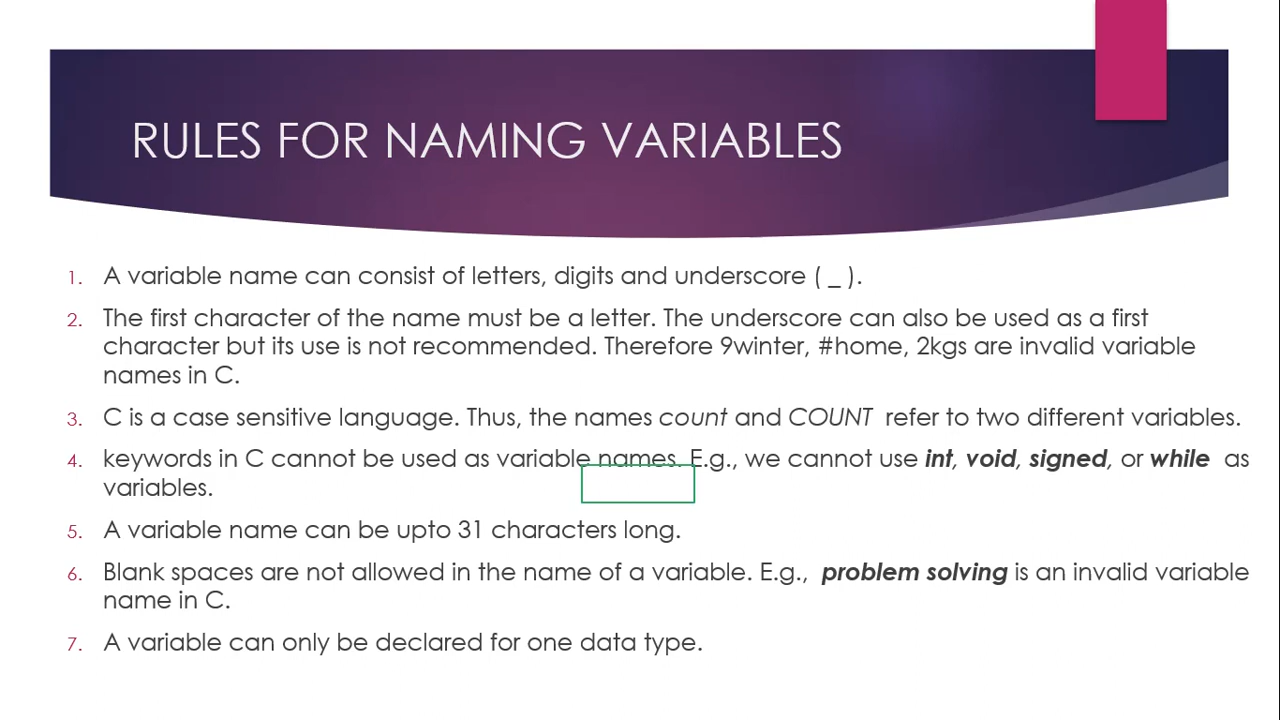 RULES FOR NAMING VARIABLES
1. A variable name can consist of letters, digits and underscore ( _ ).
2. The first character of the name must be a letter. The underscore can also be used as a first
character but its use is not recommended. Therefore 9winter, #home, 2kgs are invalid variable
names in C.
3. C is a case sensitive language. Thus, the names count and COUNT refer to two different variables.
4. keywords in C cannot be used as variable names. E.g., we cannot use int, void, signed, or while as
variables.
5. A variable name can be upto 31 characters long.
6. Blank spaces are not allowed in the name of a variable. E.g., problem solving is an invalid variable
name in C.
7. A variable can only be declared for one data type.